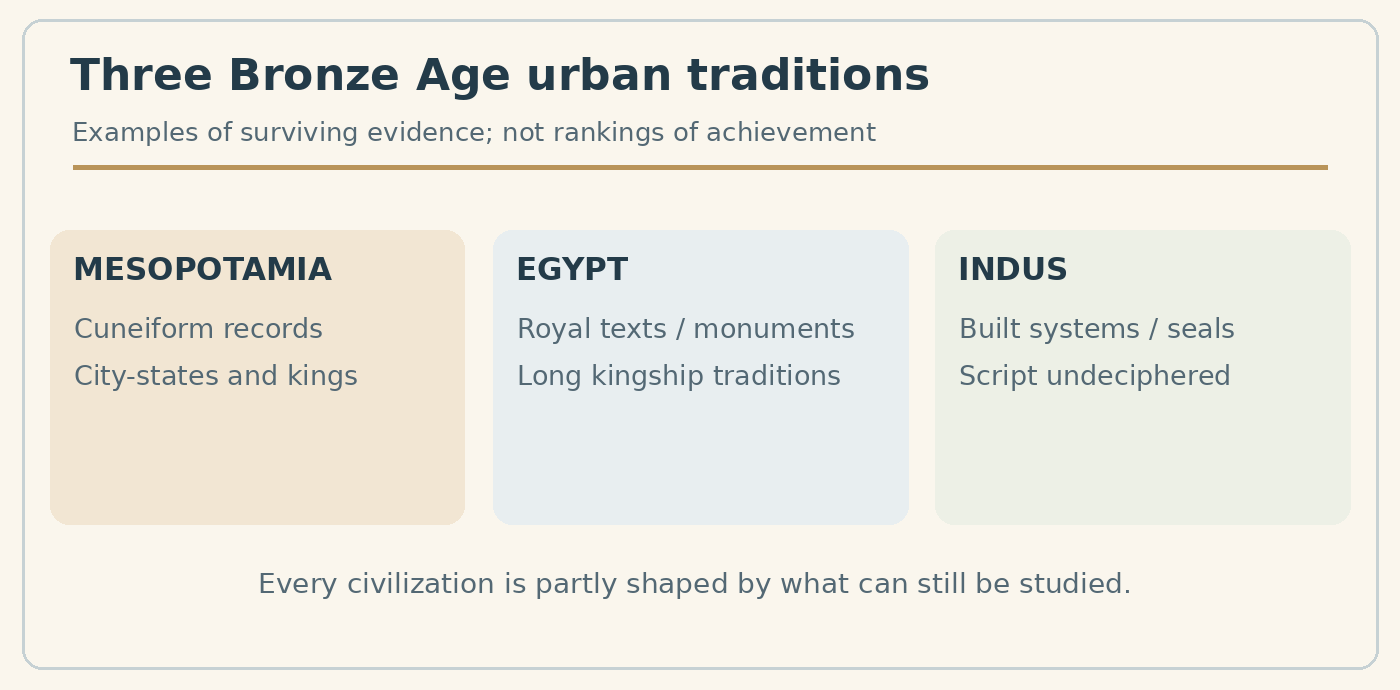 Three Bronze Age urban traditions
Examples of surviving evidence; not rankings of achievement
MESOPOTAMIA
Cuneiform records
City-states and kings
EGYPT
Royal texts / monuments
Long kingship traditions
INDUS
Built systems / seals
Script undeciphered
Every civilization is partly shaped by what can still be studied.